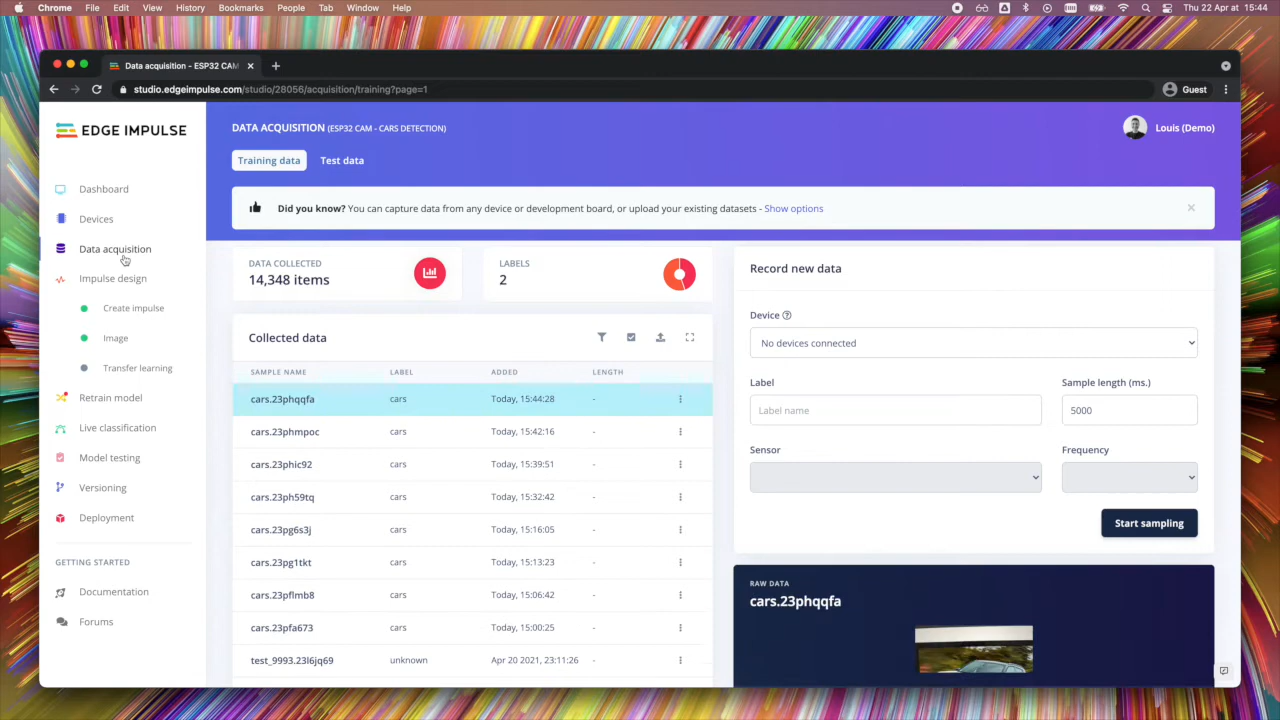 Chrome File Edit View History Bookmarks People Tab Window Help Thu 22 Apr at 15:44
Data acquisition - ESP32 CAM
studio.edgeimpulse.com/studio/28056/acquisition/training?page=1 Guest
EDGE IMPULSE
DATA ACQUISITION (ESP32 CAM - CARS DETECTION)
Louis (Demo)
Training data Test data
Did you know? You can capture data from any device or development board, or upload your existing datasets - Show options
Dashboard
Devices
Data acquisition
Impulse design
Create impulse
Image
Transfer learning
Retrain model
Live classification
Model testing
Versioning
Deployment
GETTING STARTED
Documentation
Forums
DATA COLLECTED
14,348 items
LABELS
2
Collected data
SAMPLE NAME LABEL ADDED LENGTH
cars.23phqqfa cars Today, 15:44:28 -
cars.23phmpoc cars Today, 15:42:16 -
cars.23phic92 cars Today, 15:39:51 -
cars.23ph59tq cars Today, 15:32:42 -
cars.23pg6s3j cars Today, 15:16:05 -
cars.23pg1tkt cars Today, 15:13:23 -
cars.23pflmb8 cars Today, 15:06:42 -
cars.23pfa673 cars Today, 15:00:25 -
test_9993.23l6jq69 unknown Apr 20 2021, 23:11:26 -
Record new data
Device
No devices connected
Label Sample length (ms.)
Label name 5000
Sensor Frequency
Start sampling
RAW DATA
cars.23phqqfa